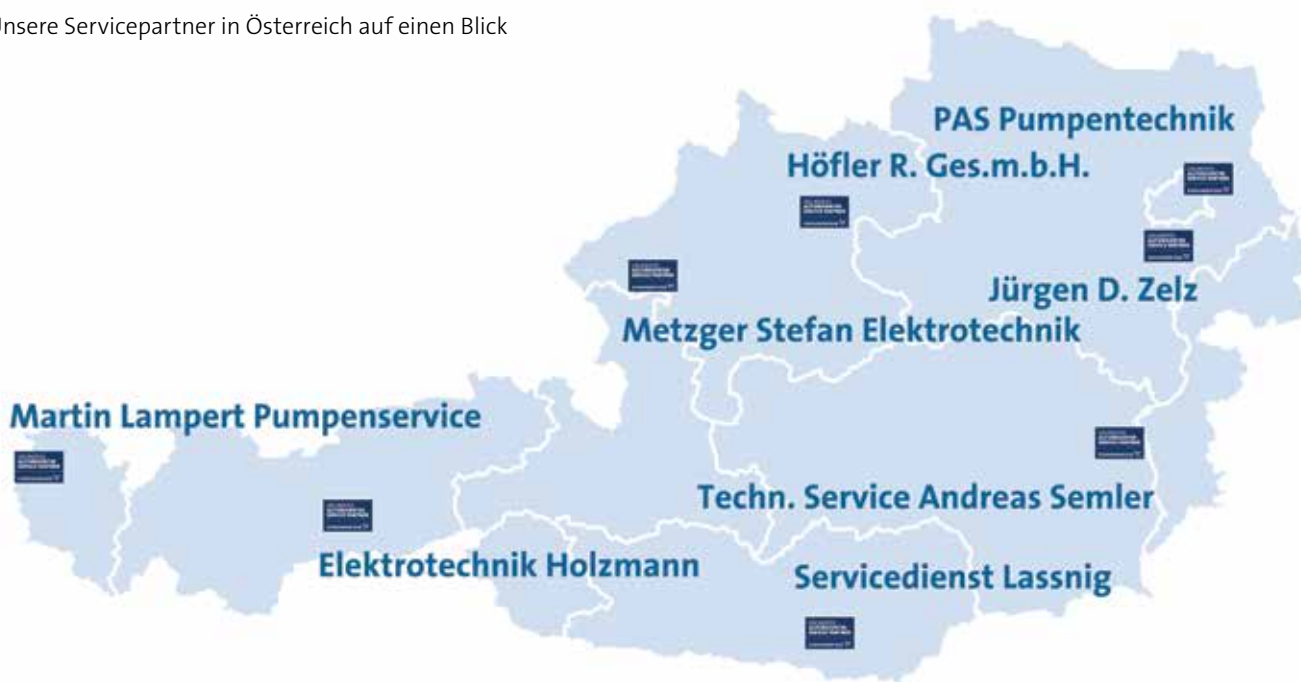 Unsere Servicepartner in Österreich auf einen Blick
PAS Pumpentechnik
Höfler R. Ges.m.b.H.
Jürgen D. Zelz
Metzger Stefan Elektrotechnik
Martin Lampert Pumpenservice
Techn. Service Andreas Semler
Elektrotechnik Holzmann
Servicedienst Lassnig